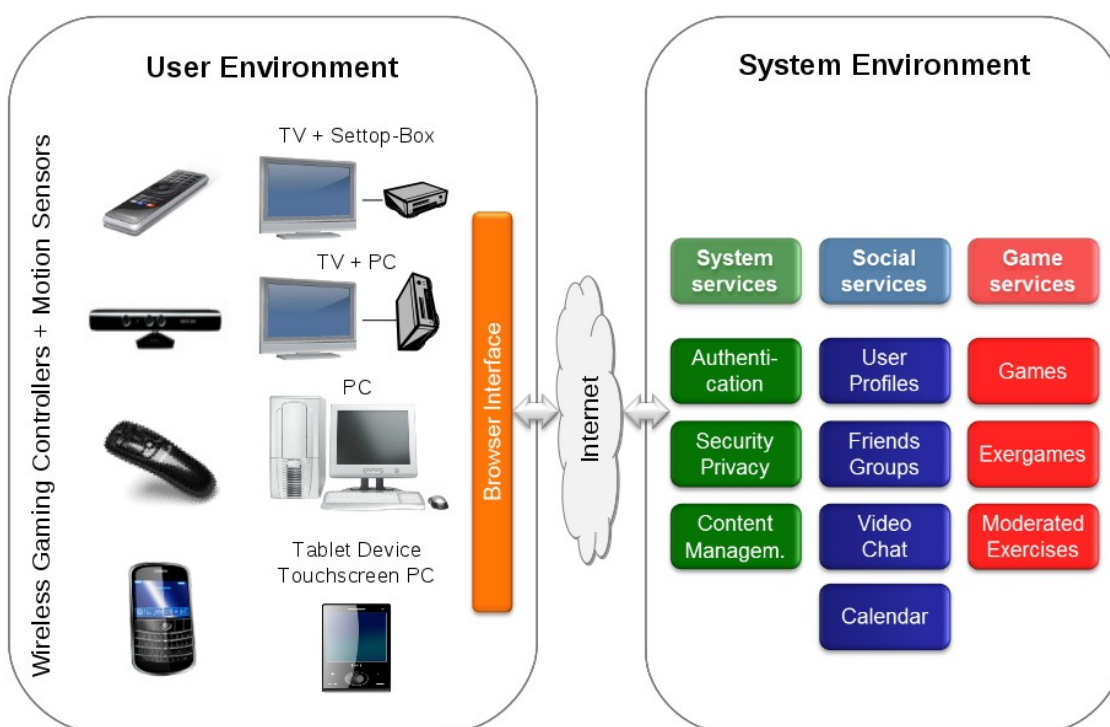 User Environment
Wireless Gaming Controllers + Motion Sensors
TV + Settop-Box
TV + PC
PC
Tablet Device
Touchscreen PC
Browser Interface
Internet
System Environment
System
services
Authenti-
cation
Security
Privacy
Content
Managem.
Social
services
User
Profiles
Friends
Groups
Video
Chat
Calendar
Game
services
Games
Exergames
Moderated
Exercises